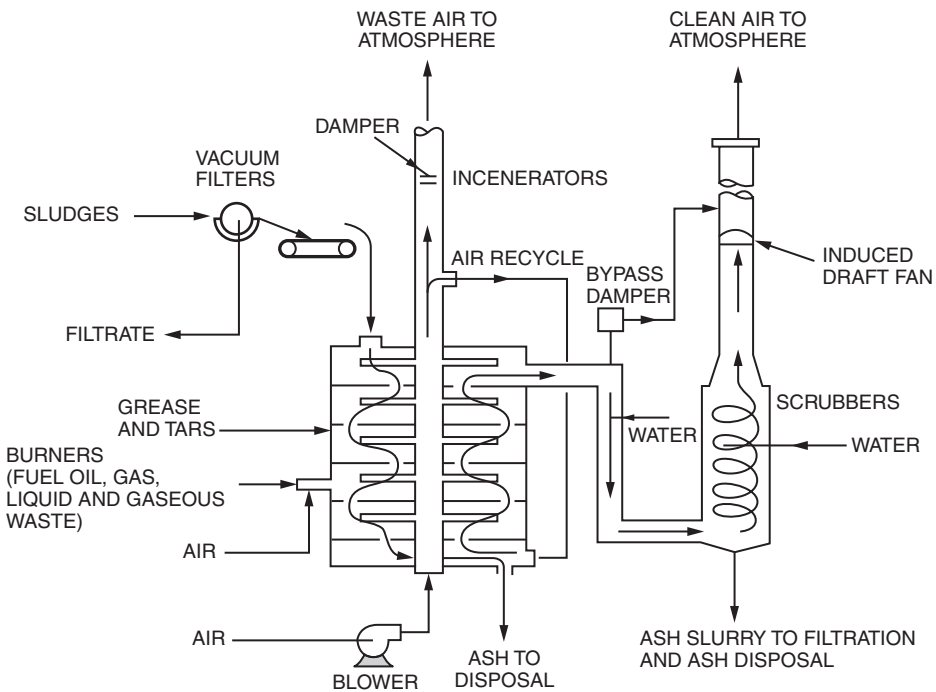 WASTE AIR TO
ATMOSPHERE
CLEAN AIR TO
ATMOSPHERE
DAMPER
VACUUM
FILTERS
INCENERATORS
SLUDGES
AIR RECYCLE
BYPASS
DAMPER
INDUCED
DRAFT FAN
FILTRATE
GREASE
AND TARS
SCRUBBERS
WATER
WATER
BURNERS
(FUEL OIL, GAS,
LIQUID AND GASEOUS
WASTE)
AIR
AIR
BLOWER
ASH TO
DISPOSAL
ASH SLURRY TO FILTRATION
AND ASH DISPOSAL